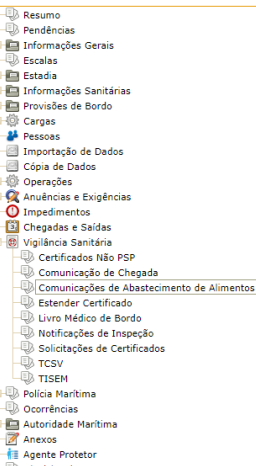 Resumo
Pendências
Informações Gerais
Escalas
Estadia
Informações Sanitárias
Provisões de Bordo
Cargas
Pessoas
Importação de Dados
Cópia de Dados
Operações
Anuências e Exigências
Impedimentos
Chegadas e Saídas
Vigilância Sanitária
Certificados Não PSP
Comunicação de Chegada
Comunicações de Abastecimento de Alimentos
Estender Certificado
Livro Médico de Bordo
Notificações de Inspeção
Solicitações de Certificados
TCSV
TISEM
Polícia Marítima
Ocorrências
Autoridade Marítima
Anexos
Agente Protetor